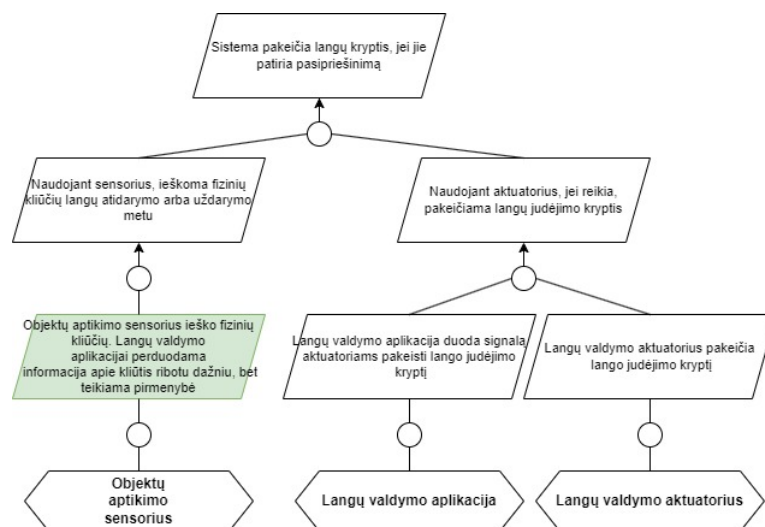 Sistema pakeičia langų kryptis, jei jie
patiria pasipriešinimą
Naudojant sensorius, ieškoma fizinių
kliūčių langų atidarymo arba uždarymo
metu
Naudojant aktuatorius, jei reikia,
pakeičiama langų judėjimo kryptis
Objektų aptikimo sensorius ieško fizinių
kliūčių. Langų valdymo
aplikacijai perduodama
informacija apie kliūtis ribotu dažniu, bet
teikiama pirmenybė
Langų valdymo aplikacija duoda signalą
aktuatoriams pakeisti lango judėjimo
kryptį
Langų valdymo aktuatorius pakeičia
lango judėjimo kryptį
Objektų
aptikimo
sensorius
Langų valdymo aplikacija
Langų valdymo aktuatorius